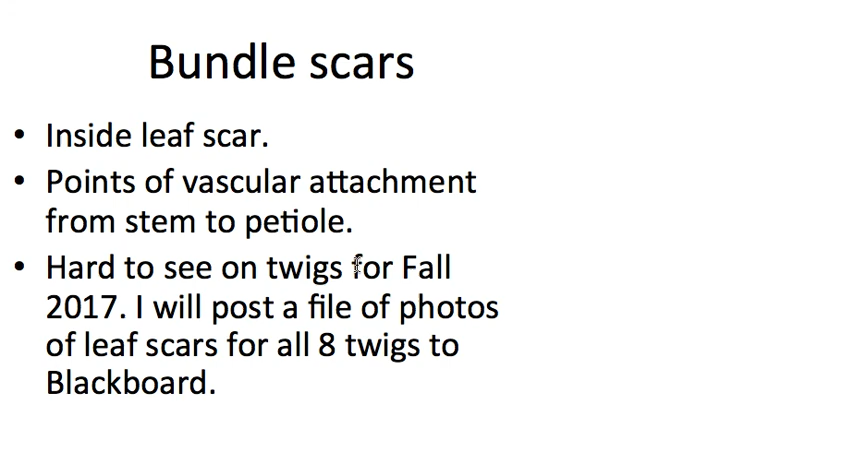 Bundle scars
• Inside leaf scar.
• Points of vascular attachment
from stem to petiole.
• Hard to see on twigs for Fall
2017. I will post a file of photos
of leaf scars for all 8 twigs to
Blackboard.